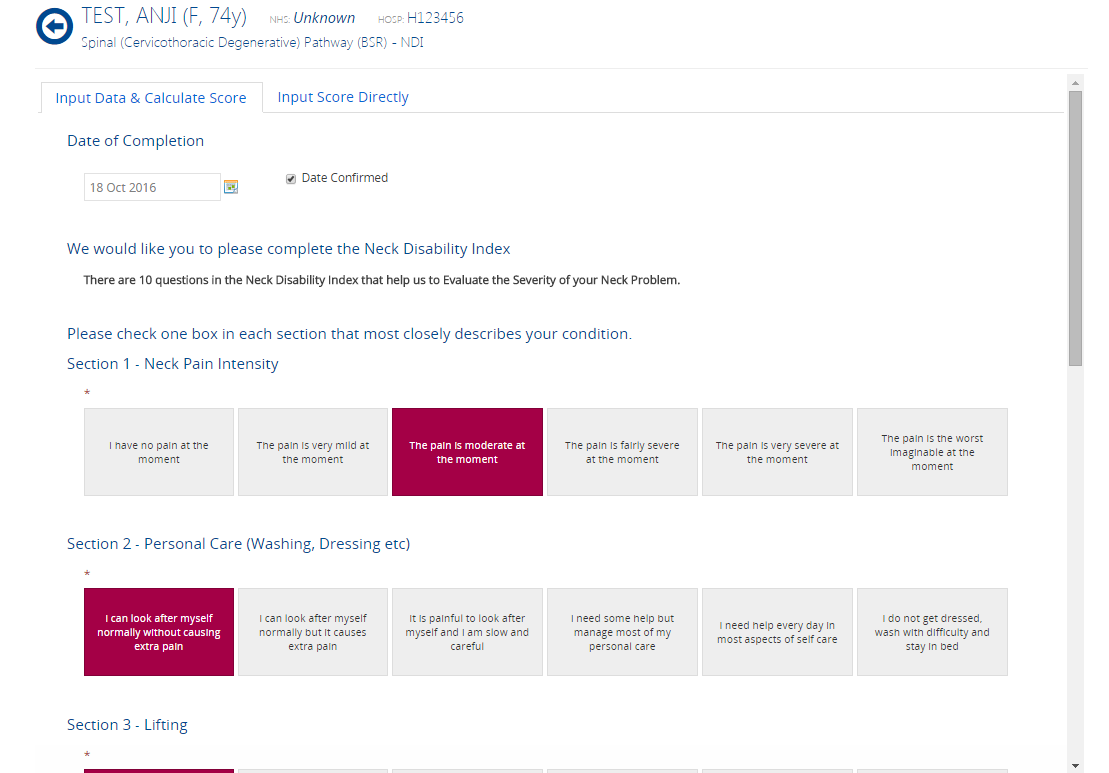 TEST, ANJI (F, 74y) NHS: Unknown HOSP: H123456
Spinal (Cervicothoracic Degenerative) Pathway (BSR) - NDI
Input Data & Calculate Score Input Score Directly
Date of Completion
18 Oct 2016 Date Confirmed
We would like you to please complete the Neck Disability Index
There are 10 questions in the Neck Disability Index that help us to Evaluate the Severity of your Neck Problem.
Please check one box in each section that most closely describes your condition.
Section 1 - Neck Pain Intensity
*
I have no pain at the
moment
The pain is very mild at
the moment
The pain is moderate at
the moment
The pain is fairly severe
at the moment
The pain is very severe at
the moment
The pain is the worst
imaginable at the
moment
Section 2 - Personal Care (Washing, Dressing etc)
*
I can look after myself
normally without causing
extra pain
I can look after myself
normally but it causes
extra pain
It is painful to look after
myself and I am slow and
careful
I need some help but
manage most of my
personal care
I need help every day in
most aspects of self care
I do not get dressed,
wash with difficulty and
stay in bed
Section 3 - Lifting
*